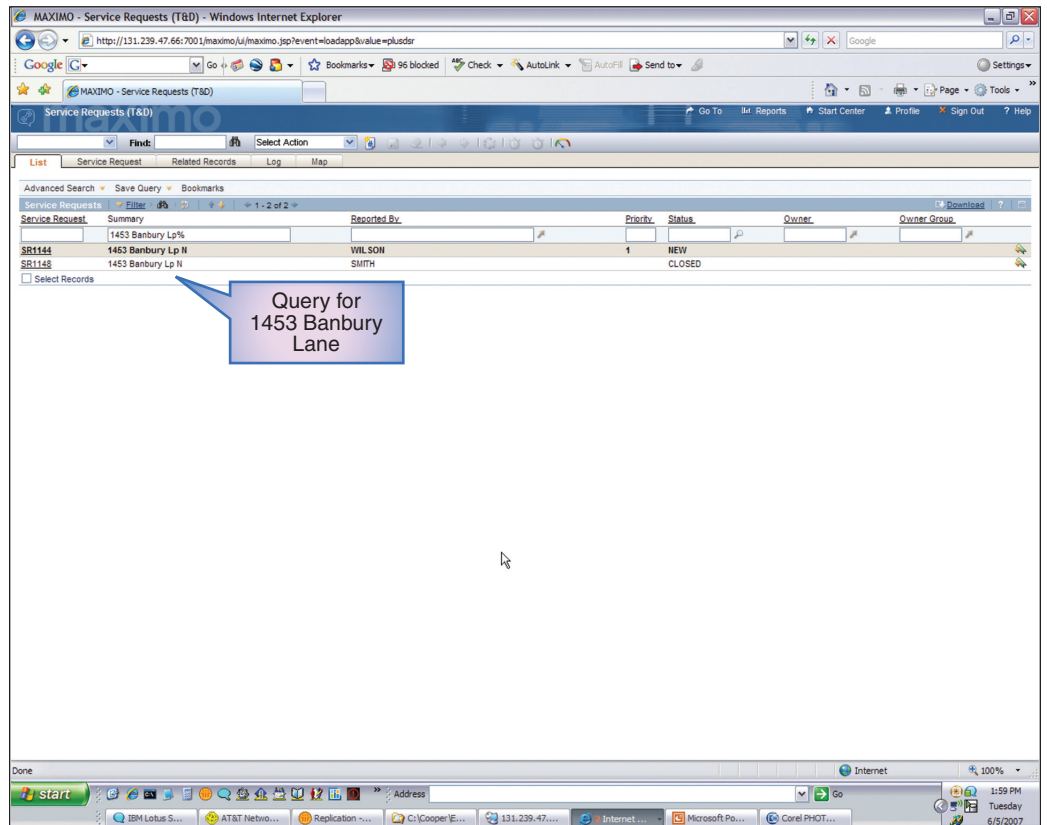 MAXIMO - Service Requests (T&D) - Windows Internet Explorer
http://131.239.47.66:7001/maximo/ui/maximo.jsp?event=loadapp&value=plusdsr
Google
Google G Go Bookmarks 96 blocked Check AutoLink AutoFill Send to Settings
MAXIMO - Service Requests (T&D) Page Tools
Service Requests (T&D) maximo Go To Reports Start Center Profile Sign Out ? Help
Find: Select Action
List Service Request Related Records Log Map
Advanced Search Save Query Bookmarks
Service Requests Filter 1 - 2 of 2 Download ?
Service Request Summary Reported By Priority Status Owner Owner Group
1453 Banbury Lp%
SR1144 1453 Banbury Lp N WILSON 1 NEW
SR1148 1453 Banbury Lp N SMITH CLOSED
Select Records
Query for
1453 Banbury
Lane
Done Internet 100%
start Address Go 1:59 PM
Tuesday
IBM Lotus S... AT&T Netwo... Replication -... C:\Cooper\E... 131.239.47.... Internet ... Microsoft Po... Corel PHOT... 6/5/2007